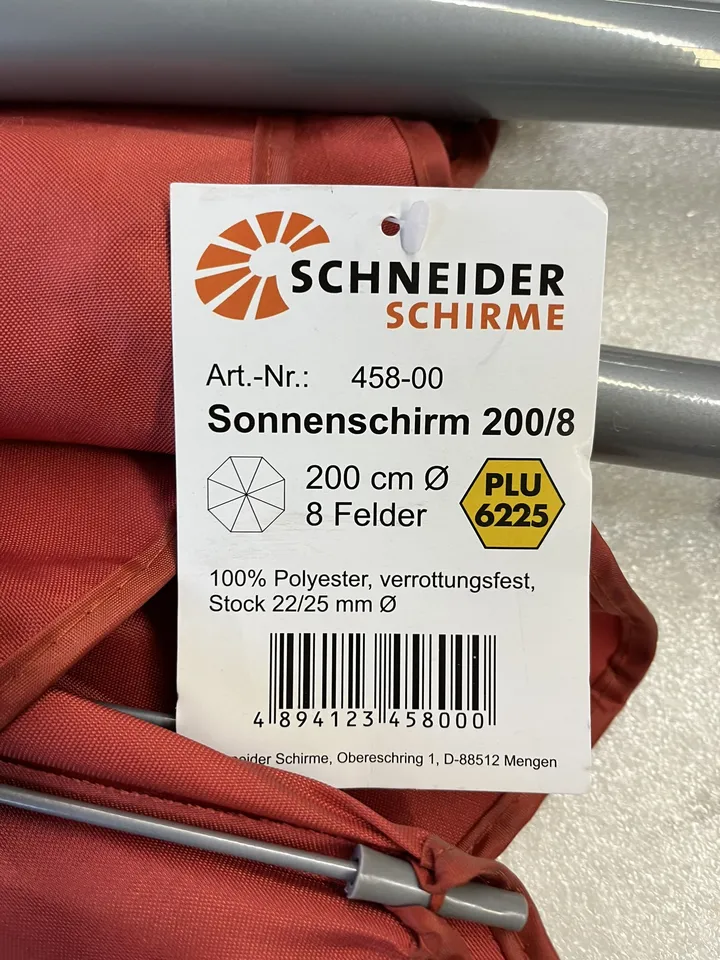 SCHNEIDER
SCHIRME
Art.-Nr.: 458-00
Sonnenschirm 200/8
200 cm Ø
8 Felder
PLU
6225
100% Polyester, verrottungsfest,
Stock 22/25 mm Ø
4 894123 458000
Schirme, Obereschring 1, D-88512 Mengen